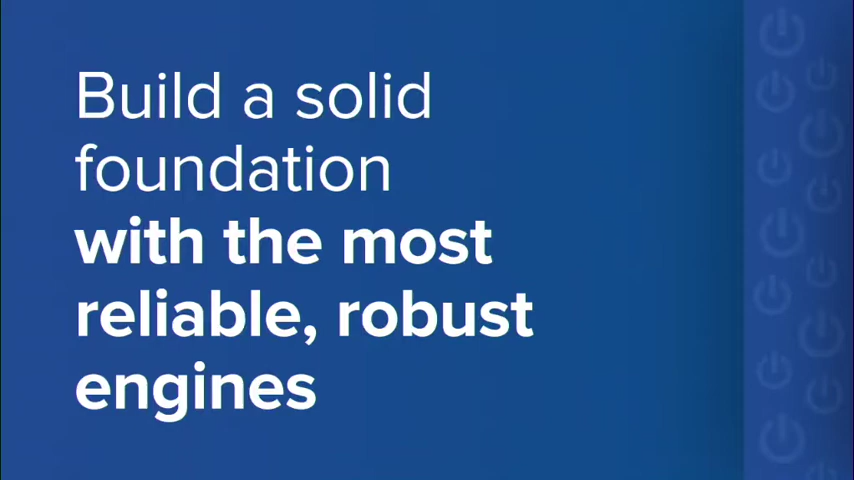 Build a solid
foundation
with the most
reliable, robust
engines